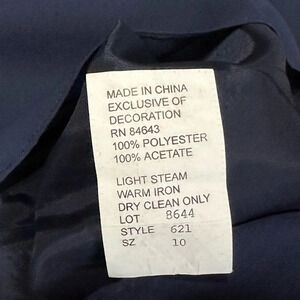 MADE IN CHINA
EXCLUSIVE OF
DECORATION
RN 84643
100% POLYESTER
100% ACETATE
LIGHT STEAM
WARM IRON
DRY CLEAN ONLY
LOT 8644
STYLE 621
SZ 10